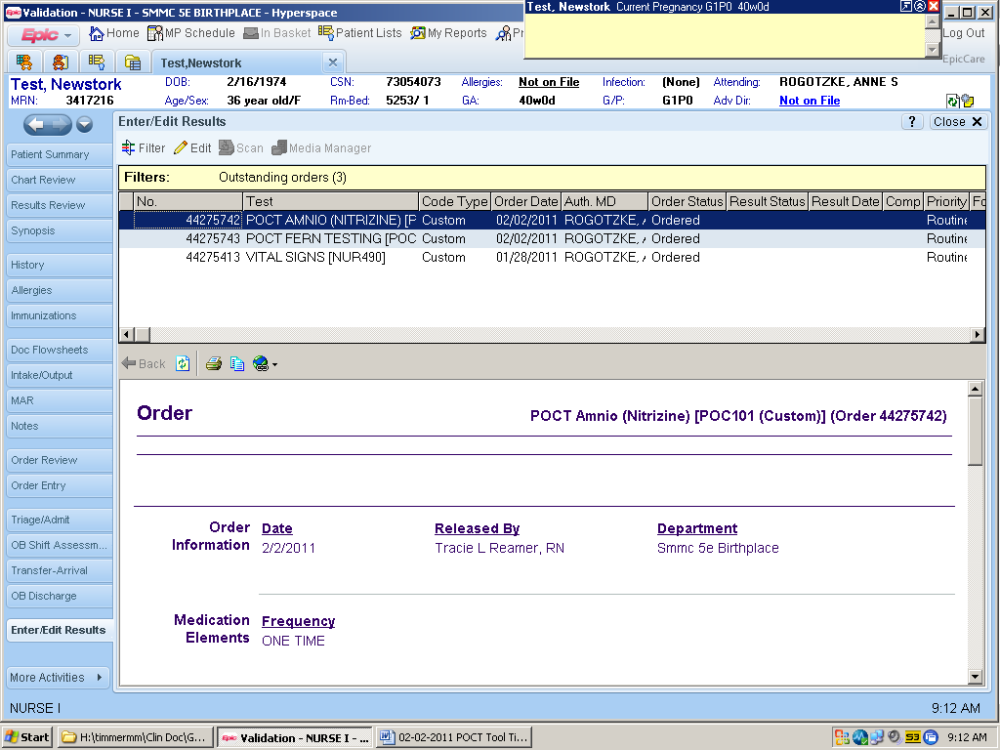 Epic Validation - NURSE I - SMMC 5E BIRTHPLACE - Hyperspace
Test, Newstork Current Pregnancy G1P0 40w0d
Epic Home MP Schedule In Basket Patient Lists My Reports Pr Log Out
EpicCare
Test,Newstork
Test, Newstork DOB: 2/16/1974 CSN: 73054073 Allergies: Not on File Infection: (None) Attending: ROGOTZKE, ANNE S
MRN: 3417216 Age/Sex: 36 year old/F Rm-Bed: 5253/ 1 GA: 40w0d G/P: G1P0 Adv Dir: Not on File
Enter/Edit Results ? Close
Filter Edit Scan Media Manager
Filters: Outstanding orders (3)
No. Test Code Type Order Date Auth. MD Order Status Result Status Result Date Comp Priority Fo
44275742 POCT AMNIO (NITRIZINE) [P Custom 02/02/2011 ROGOTZKE, Ordered Routine
44275743 POCT FERN TESTING [POC Custom 02/02/2011 ROGOTZKE, Ordered Routine
44275413 VITAL SIGNS [NUR490] Custom 01/28/2011 ROGOTZKE, Ordered Routine
Back
Order
POCT Amnio (Nitrizine) [POC101 (Custom)] (Order 44275742)
Order Information
Date
2/2/2011
Released By
Tracie L Reamer, RN
Department
Smmc 5e Birthplace
Medication Elements
Frequency
ONE TIME
Patient Summary
Chart Review
Results Review
Synopsis
History
Allergies
Immunizations
Doc Flowsheets
Intake/Output
MAR
Notes
Order Review
Order Entry
Triage/Admit
OB Shift Assessm...
Transfer-Arrival
OB Discharge
Enter/Edit Results
More Activities
NURSE I 9:12 AM
Start H:\timmermm\Clin Doc\G... Epic Validation - NURSE I - ... 02-02-2011 POCT Tool Ti... 53 9:12 AM